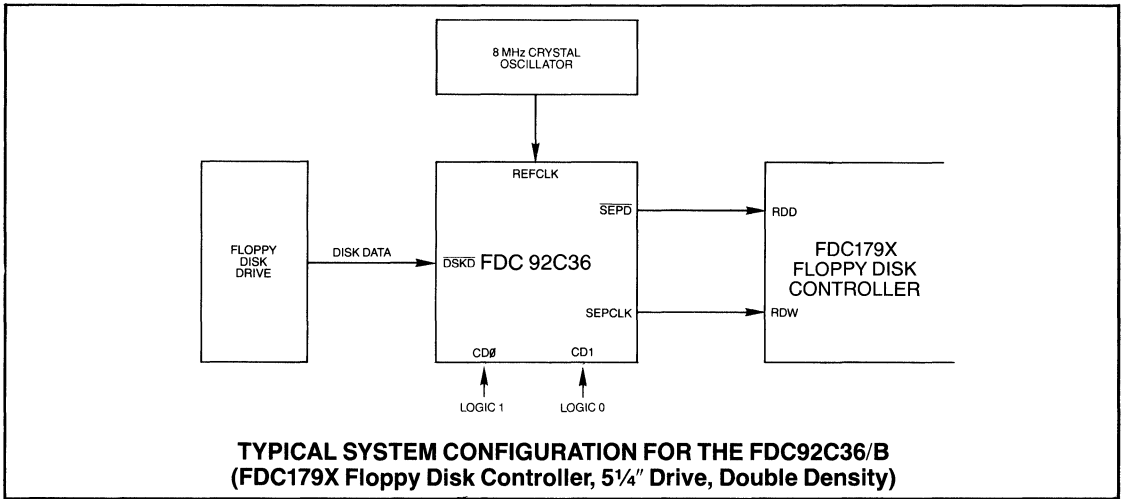 8 MHz CRYSTAL
OSCILLATOR
REFCLK
SEPD
RDD
FLOPPY
DISK
DRIVE
DISK DATA
DSKD
FDC 92C36
FDC179X
FLOPPY DISK
CONTROLLER
SEPCLK
RDW
CDØ
CD1
LOGIC 1
LOGIC 0
TYPICAL SYSTEM CONFIGURATION FOR THE FDC92C36/B
(FDC179X Floppy Disk Controller, 5¼″ Drive, Double Density)